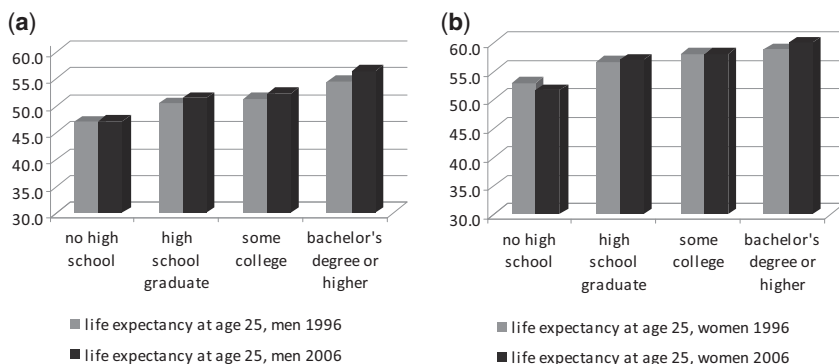 (a)
60.0
55.0
50.0
45.0
40.0
35.0
30.0
no high school
high school graduate
some college
bachelor's degree or higher
life expectancy at age 25, men 1996
life expectancy at age 25, men 2006
(b)
60.0
55.0
50.0
45.0
40.0
35.0
30.0
no high school
high school graduate
some college
bachelor's degree or higher
life expectancy at age 25, women 1996
life expectancy at age 25, women 2006